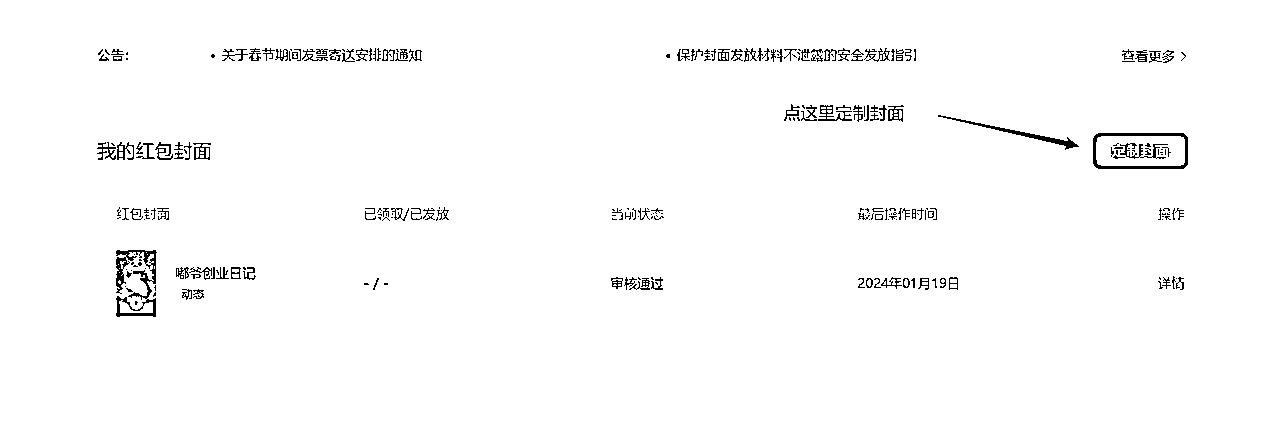 公告： • 关于春节期间发票寄送安排的通知 • 保护封面发放材料不泄露的安全发放指引 查看更多 >
点这里定制封面
我的红包封面 定制封面
红包封面 已领取/已发放 当前状态 最后操作时间 操作
嘟爷创业日记
- / - 审核通过 2024年01月19日 详情
动态